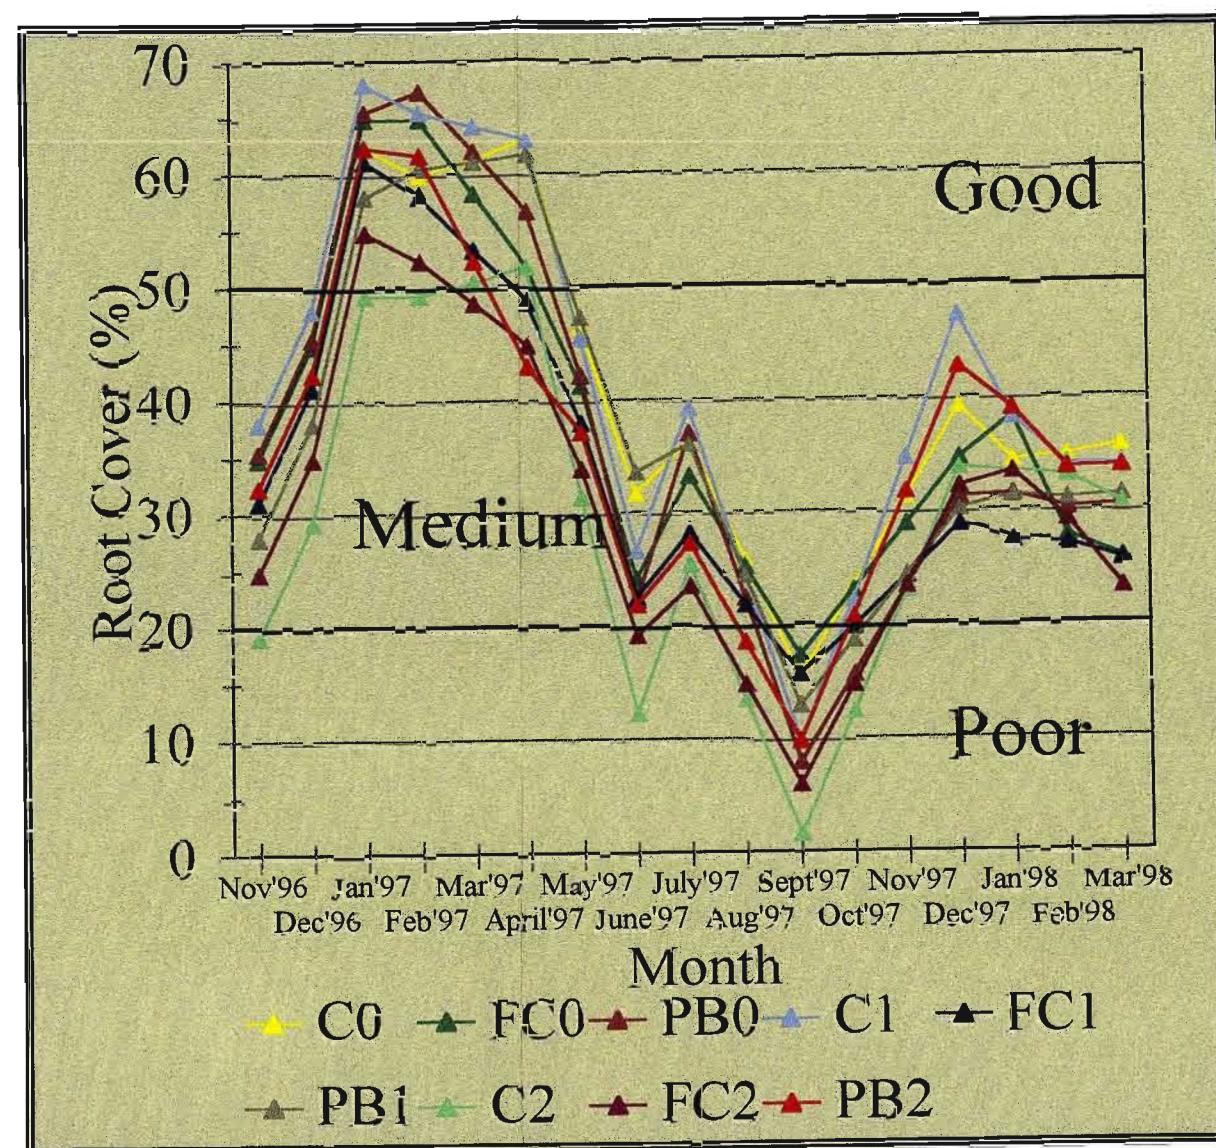 70
60
Good
50
40
30
Medium
20
10
Poor
0
Root Cover (%)
Nov'96 Jan'97 Mar'97 May'97 July'97 Sept'97 Nov'97 Jan'98 Mar'98
Dec'96 Feb'97 April'97 June'97 Aug'97 Oct'97 Dec'97 Feb'98
Month
C0 FC0 PB0 C1 FC1
PB1 C2 FC2 PB2